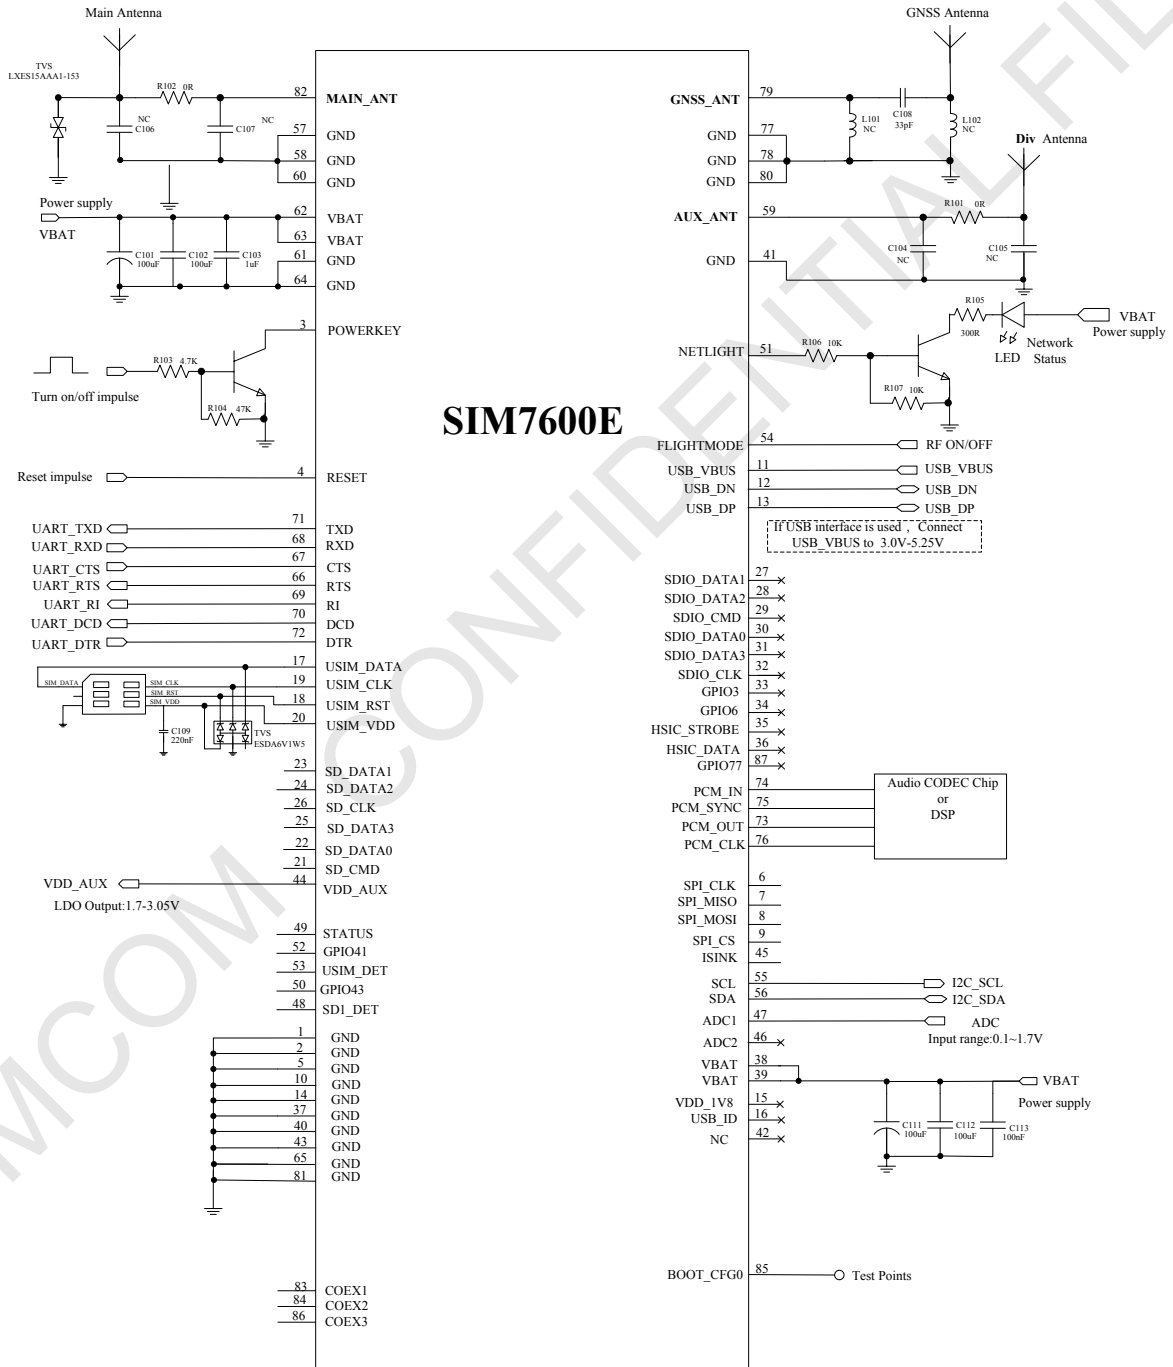 Main Antenna
TVS
LXES15AAA1-153
R102 0R
NC
C106
NC
C107
82 MAIN_ANT
57 GND
58 GND
60 GND
Power supply
VBAT
62 VBAT
63 VBAT
61 GND
64 GND
C101
100uF
C102
100uF
C103
1uF
3 POWERKEY
R103 4.7K
R104 47K
Turn on/off impulse
Reset impulse 4 RESET
UART_TXD 71 TXD
UART_RXD 68 RXD
UART_CTS 67 CTS
UART_RTS 66 RTS
UART_RI 69 RI
UART_DCD 70 DCD
UART_DTR 72 DTR
17 USIM_DATA
19 USIM_CLK
18 USIM_RST
20 USIM_VDD
SIM_DATA
SIM_CLK
SIM_RST
SIM_VDD
C109
220nF
TVS
ESDA6V1W5
23 SD_DATA1
24 SD_DATA2
26 SD_CLK
25 SD_DATA3
22 SD_DATA0
21 SD_CMD
VDD_AUX 44 VDD_AUX
LDO Output:1.7-3.05V
49 STATUS
52 GPIO41
53 USIM_DET
50 GPIO43
48 SD1_DET
1 GND
2 GND
5 GND
10 GND
14 GND
37 GND
40 GND
43 GND
65 GND
81 GND
83 COEX1
84 COEX2
86 COEX3
SIM7600E
GNSS Antenna
GNSS_ANT 79
GND 77
GND 78
GND 80
L101
NC
C108
33pF
L102
NC
Div Antenna
AUX_ANT 59
R101 0R
C104
NC
C105
NC
GND 41
NETLIGHT 51
R106 10K
R107 10K
R105
300R
LED
Network
Status
VBAT
Power supply
FLIGHTMODE 54 RF ON/OFF
USB_VBUS 11 USB_VBUS
USB_DN 12 USB_DN
USB_DP 13 USB_DP
If USB interface is used , Connect
USB_VBUS to 3.0V-5.25V
SDIO_DATA1 27
SDIO_DATA2 28
SDIO_CMD 29
SDIO_DATA0 30
SDIO_DATA3 31
SDIO_CLK 32
GPIO3 33
GPIO6 34
HSIC_STROBE 35
HSIC_DATA 36
GPIO77 87
PCM_IN 74
PCM_SYNC 75
PCM_OUT 73
PCM_CLK 76
Audio CODEC Chip
or
DSP
SPI_CLK 6
SPI_MISO 7
SPI_MOSI 8
SPI_CS 9
ISINK 45
SCL 55 I2C_SCL
SDA 56 I2C_SDA
ADC1 47 ADC
Input range:0.1~1.7V
ADC2 46
VBAT 38
VBAT 39 VBAT
Power supply
C111
100uF
C112
100uF
C113
100nF
VDD_1V8 15
USB_ID 16
NC 42
BOOT_CFG0 85 Test Points
MCOM CONFIDENTIAL FIL